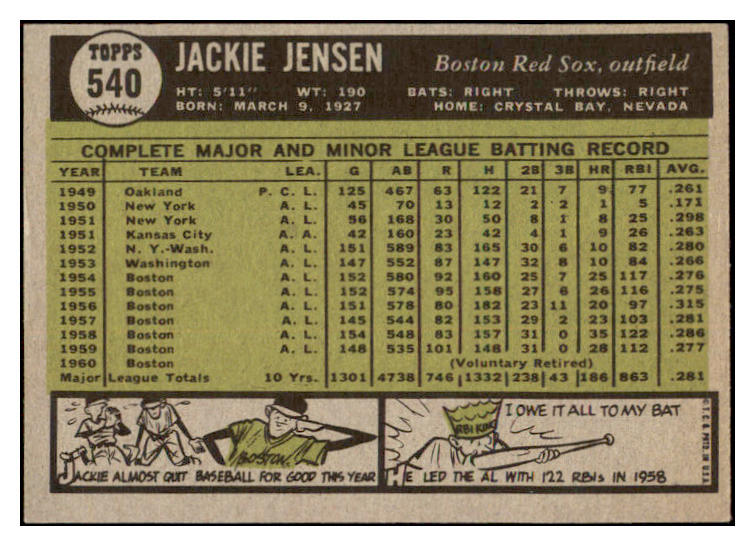 TOPPS
540
JACKIE JENSEN
Boston Red Sox, outfield
HT: 5'11" WT: 190 BATS: RIGHT THROWS: RIGHT
BORN: MARCH 9, 1927 HOME: CRYSTAL BAY, NEVADA
COMPLETE MAJOR AND MINOR LEAGUE BATTING RECORD
YEAR TEAM LEA. G AB R H 2B 3B HR RBI AVG.
1949 Oakland P. C. L. 125 467 63 122 21 7 9 77 .261
1950 New York A. L. 45 70 13 12 2 2 1 5 .171
1951 New York A. L. 56 168 30 50 8 1 8 25 .298
1951 Kansas City A. A. 42 160 23 42 4 1 9 26 .263
1952 N. Y.-Wash. A. L. 151 589 83 165 30 6 10 82 .280
1953 Washington A. L. 147 552 87 147 32 8 10 84 .266
1954 Boston A. L. 152 580 92 160 25 7 25 117 .276
1955 Boston A. L. 152 574 95 158 27 6 26 116 .275
1956 Boston A. L. 151 578 80 182 23 11 20 97 .315
1957 Boston A. L. 145 544 82 153 29 2 23 103 .281
1958 Boston A. L. 154 548 83 157 31 0 35 122 .286
1959 Boston A. L. 148 535 101 148 31 0 28 112 .277
1960 Boston (Voluntary Retired)
Major League Totals 10 Yrs. 1301 4738 746 1332 238 43 186 863 .281
BOSTON
JACKIE ALMOST QUIT BASEBALL FOR GOOD THIS YEAR
RBI KING
I OWE IT ALL TO MY BAT
HE LED THE AL WITH 122 RBIs IN 1958
© T.C.G. PRTD. IN U.S.A.